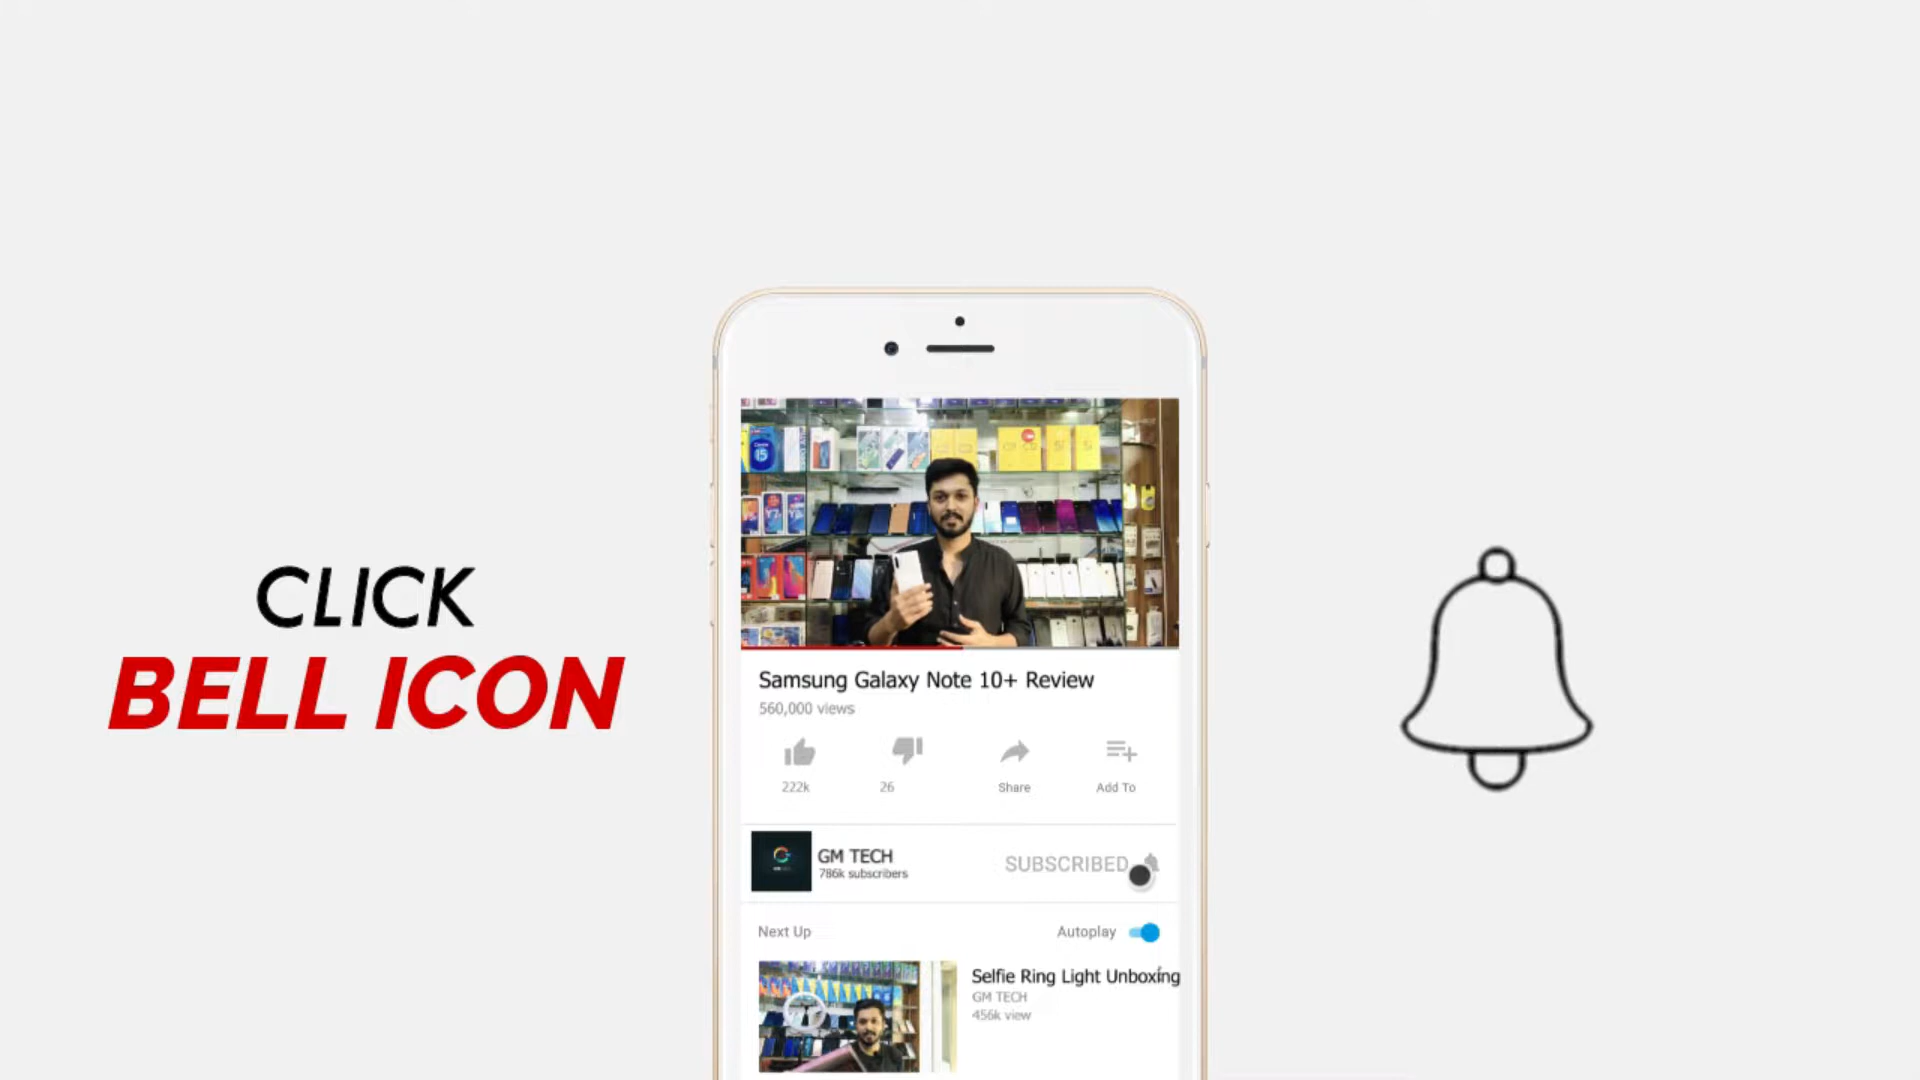 CLICK
BELL ICON
Samsung Galaxy Note 10+ Review
560,000 views
222k
26
Share
Add To
GM TECH
786k subscribers
SUBSCRIBED
Next Up
Autoplay
Selfie Ring Light Unboxing
GM TECH
456k view